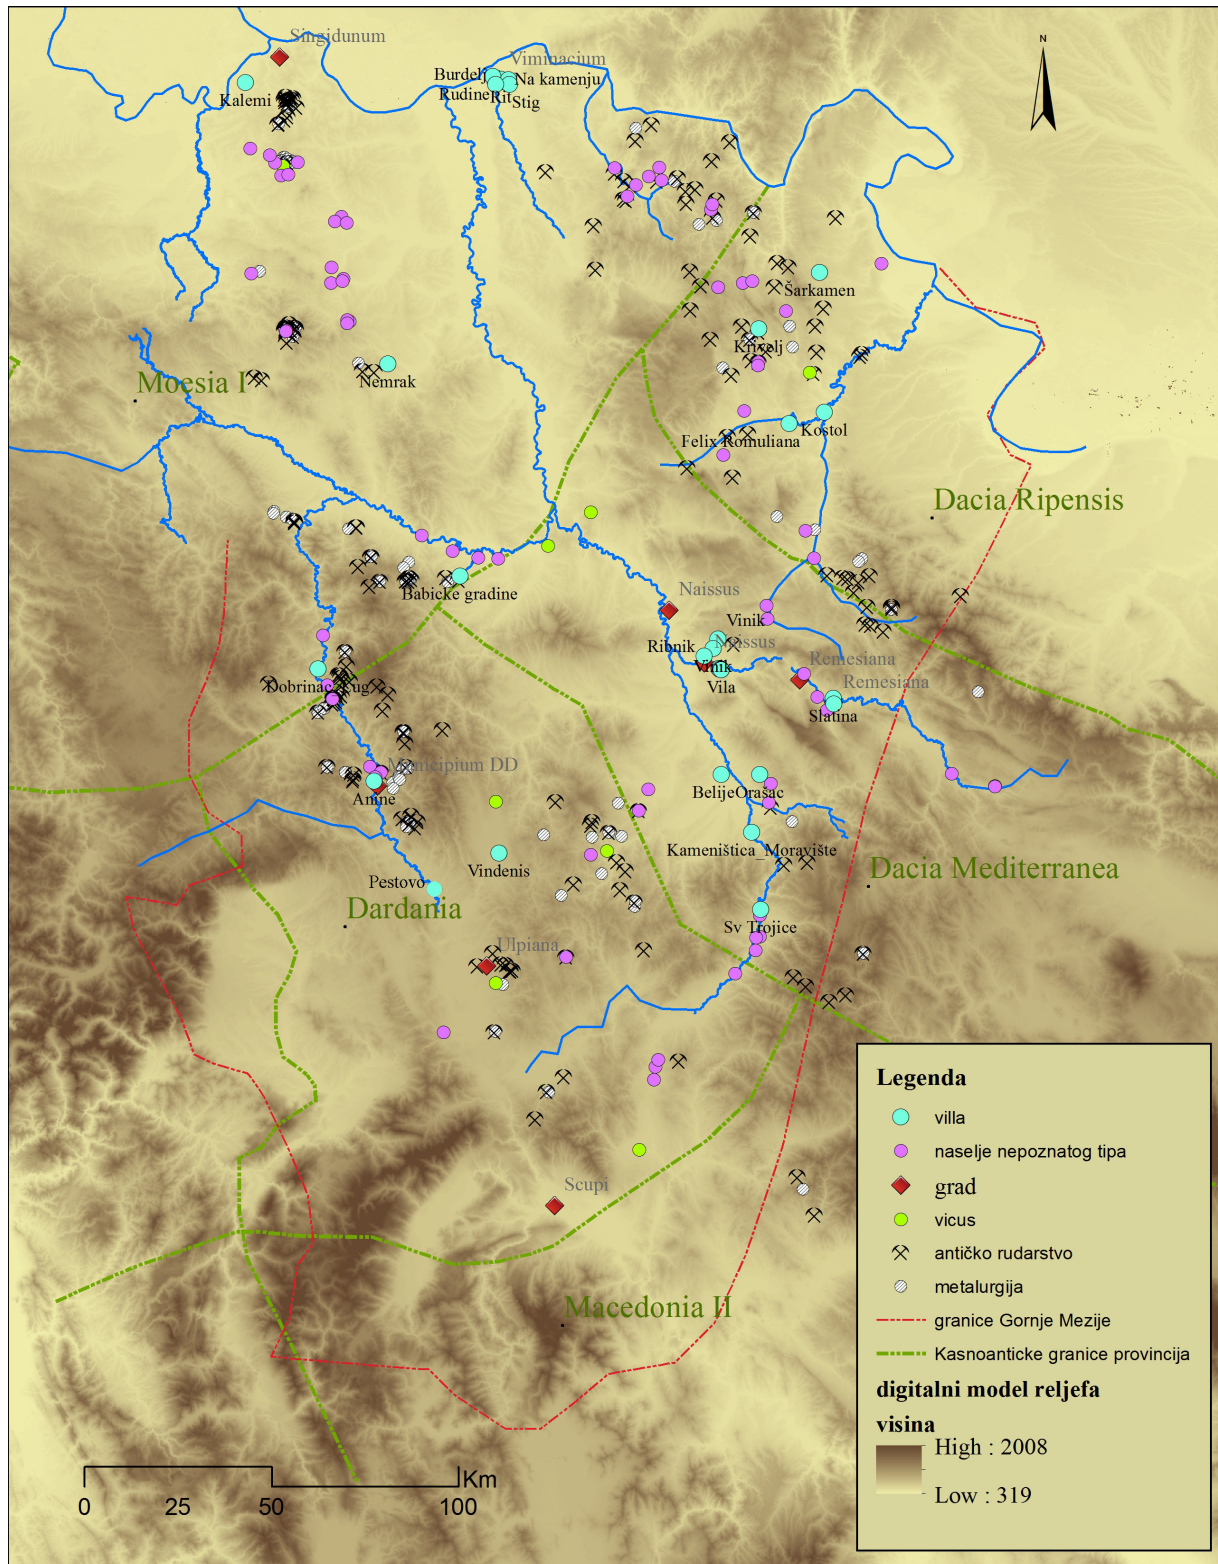 Singidunum
N
Viminacium
Burdelj
Na kamenju
Kalemi
Rudine
Rit
Stig
Šarkamen
Krivelj
Moesia I
Nemrak
Kostol
Felix Romuliana
Dacia Ripensis
Babicke gradine
Naissus
Vinik
Ribnik
Naissus
Vinik
Remesiana
Dobrinac_Lug
Vila
Remesiana
Slatina
Municipium DD
Anine
Belije
Orašac
Kameništica_Moravište
Vindenis
Dacia Mediterranea
Pestovo
Dardania
Sv Trojice
Ulpiana
Scupi
Macedonia II
Legenda
villa
naselje nepoznatog tipa
grad
vicus
antičko rudarstvo
metalurgija
granice Gornje Mezije
Kasnoanticke granice provincija
digitalni model reljefa
visina
High : 2008
Low : 319
Km
0 25 50 100